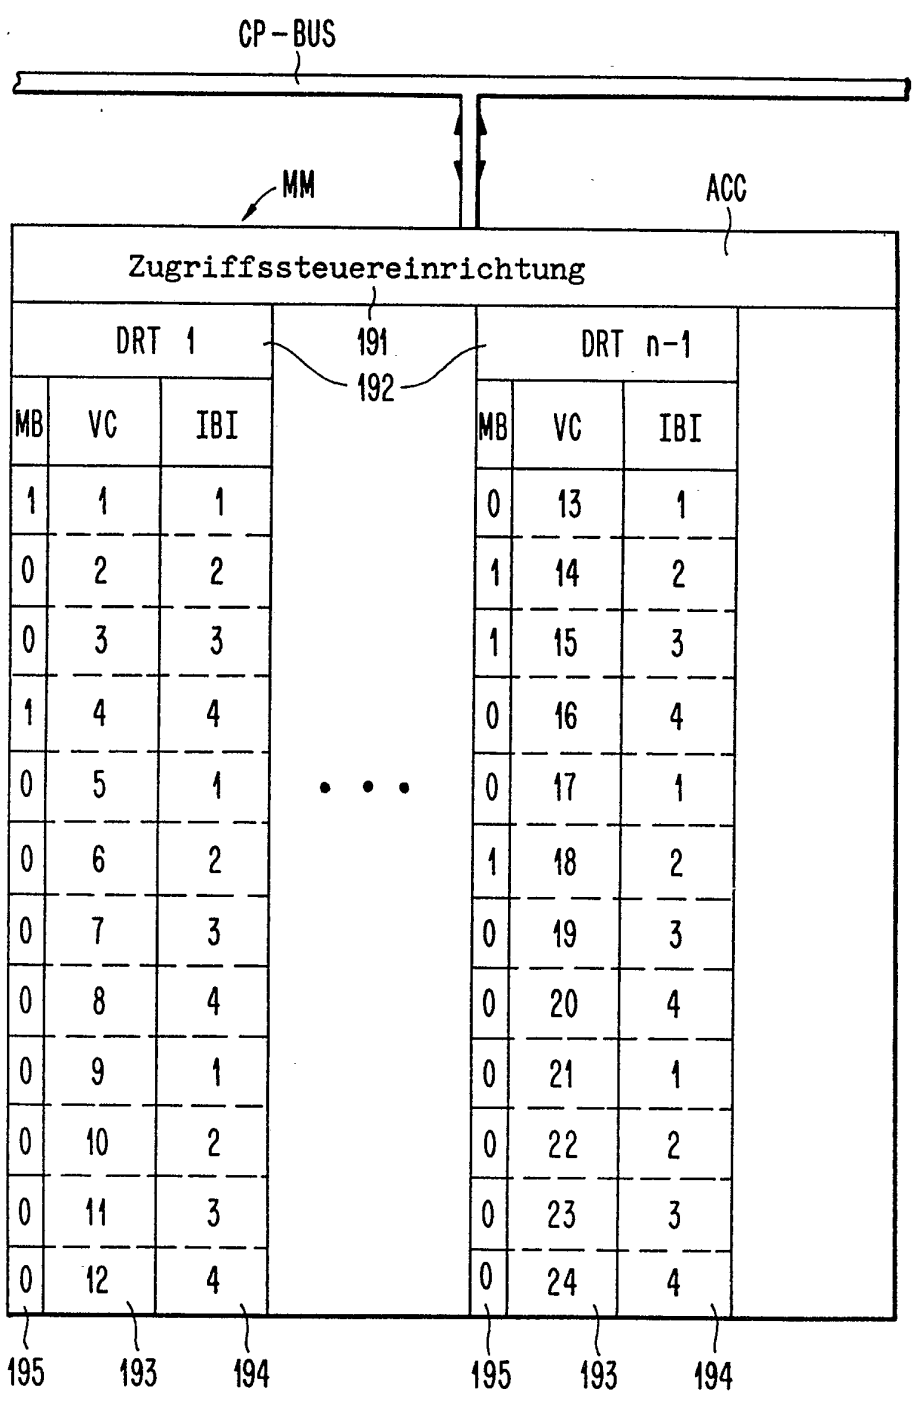 CP-BUS
MM
ACC
Zugriffssteuereinrichtung
191
192
DRT 1 DRT n-1
MB VC IBI MB VC IBI
1 1 1 0 13 1
0 2 2 1 14 2
0 3 3 1 15 3
1 4 4 0 16 4
0 5 1 • • • 0 17 1
0 6 2 1 18 2
0 7 3 0 19 3
0 8 4 0 20 4
0 9 1 0 21 1
0 10 2 0 22 2
0 11 3 0 23 3
0 12 4 0 24 4
195 193 194 195 193 194